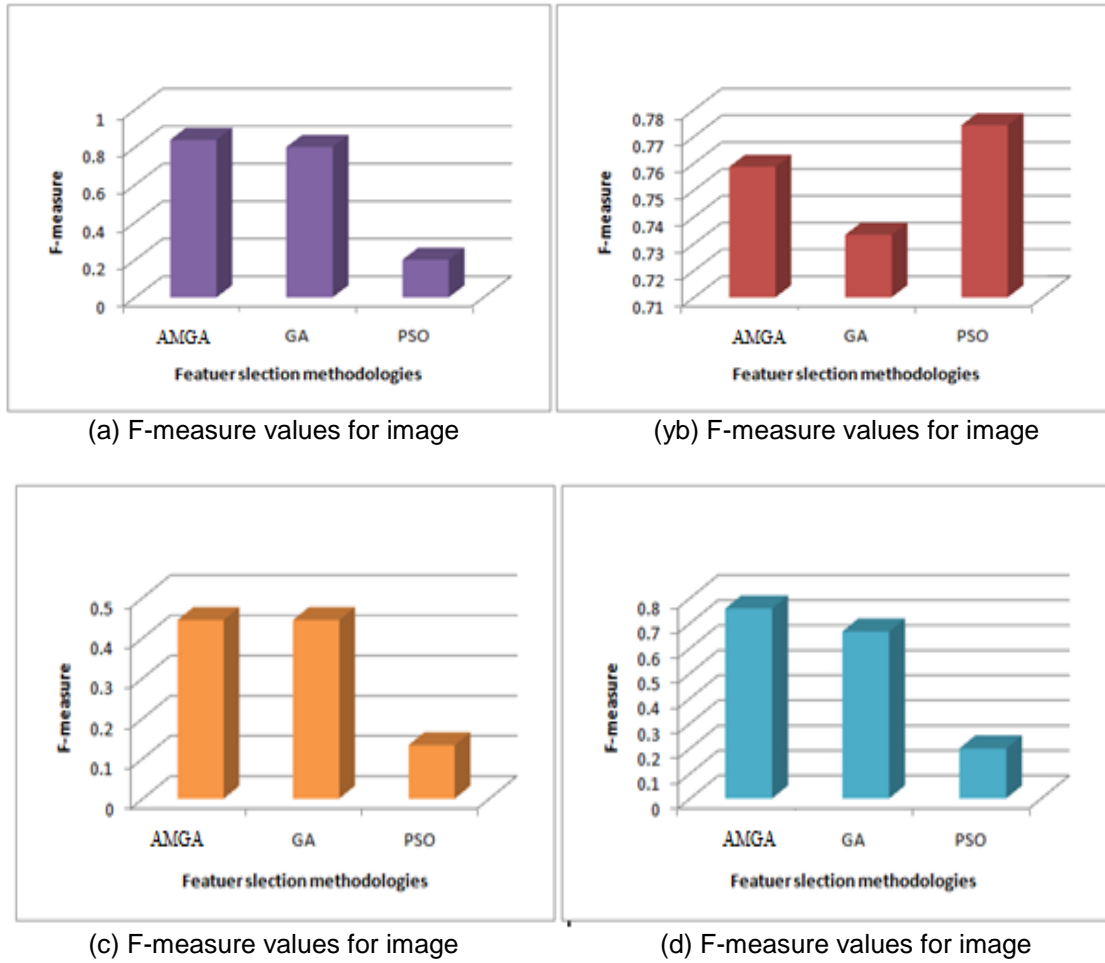 F-measure
1
0.8
0.6
0.4
0.2
0
AMGA GA PSO
Featuer slection methodologies
(a) F-measure values for image
F-measure
0.78
0.77
0.76
0.75
0.74
0.73
0.72
0.71
AMGA GA PSO
Featuer slection methodologies
(yb) F-measure values for image
F-measure
0.5
0.4
0.3
0.2
0.1
0
AMGA GA PSO
Featuer slection methodologies
(c) F-measure values for image
F-measure
0.8
0.7
0.6
0.5
0.4
0.3
0.2
0.1
0
AMGA GA PSO
Featuer slection methodologies
(d) F-measure values for image